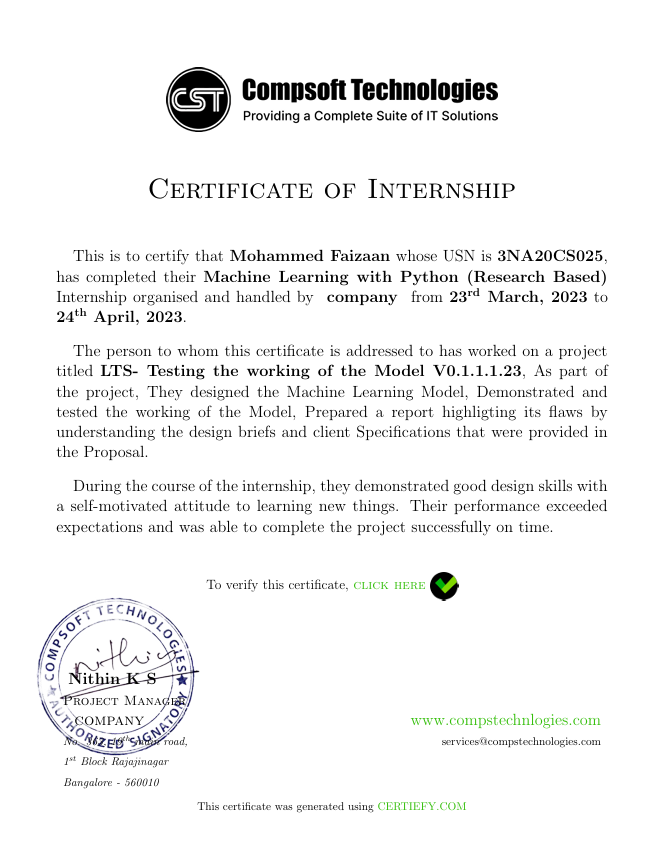 CST
Compsoft Technologies
Providing a Complete Suite of IT Solutions
Certificate of Internship
This is to certify that Mohammed Faizaan whose USN is 3NA20CS025,
has completed their Machine Learning with Python (Research Based)
Internship organised and handled by company from 23rd March, 2023 to
24th April, 2023.
The person to whom this certificate is addressed to has worked on a project
titled LTS- Testing the working of the Model V0.1.1.1.23, As part of
the project, They designed the Machine Learning Model, Demonstrated and
tested the working of the Model, Prepared a report highligting its flaws by
understanding the design briefs and client Specifications that were provided in
the Proposal.
During the course of the internship, they demonstrated good design skills with
a self-motivated attitude to learning new things. Their performance exceeded
expectations and was able to complete the project successfully on time.
To verify this certificate, CLICK HERE
COMPSOFT TECHNOLOGIES
AUTHORIZED SIGNATORY
Nithin K S
Project Manager
COMPANY
No. road,
1st Block Rajajinagar
Bangalore - 560010
www.compstechnlogies.com
services@compstechnologies.com
This certificate was generated using CERTIEFY.COM